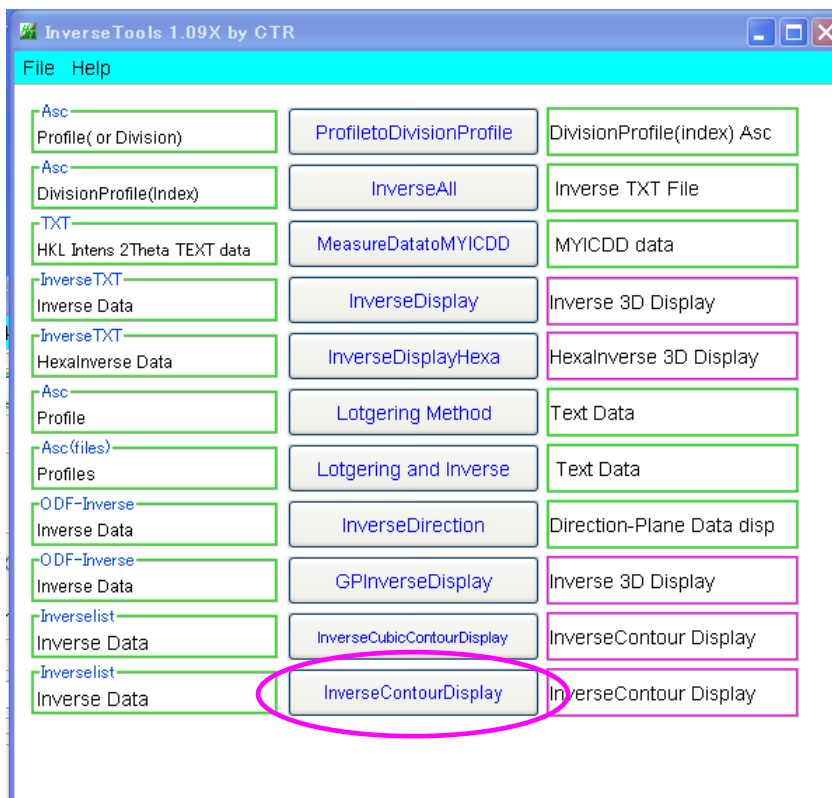 InverseTools 1.09X by CTR
File Help
Asc
Profile( or Division) ProfiletoDivisionProfile DivisionProfile(index) Asc
Asc
DivisionProfile(Index) InverseAll Inverse TXT File
TXT
HKL Intens 2Theta TEXT data MeasureDatatoMYICDD MYICDD data
InverseTXT
Inverse Data InverseDisplay Inverse 3D Display
InverseTXT
HexaInverse Data InverseDisplayHexa HexaInverse 3D Display
Asc
Profile Lotgering Method Text Data
Asc(files)
Profiles Lotgering and Inverse Text Data
ODF-Inverse
Inverse Data InverseDirection Direction-Plane Data disp
ODF-Inverse
Inverse Data GPInverseDisplay Inverse 3D Display
Inverselist
Inverse Data InverseCubicContourDisplay InverseContour Display
Inverselist
Inverse Data InverseContourDisplay InverseContour Display